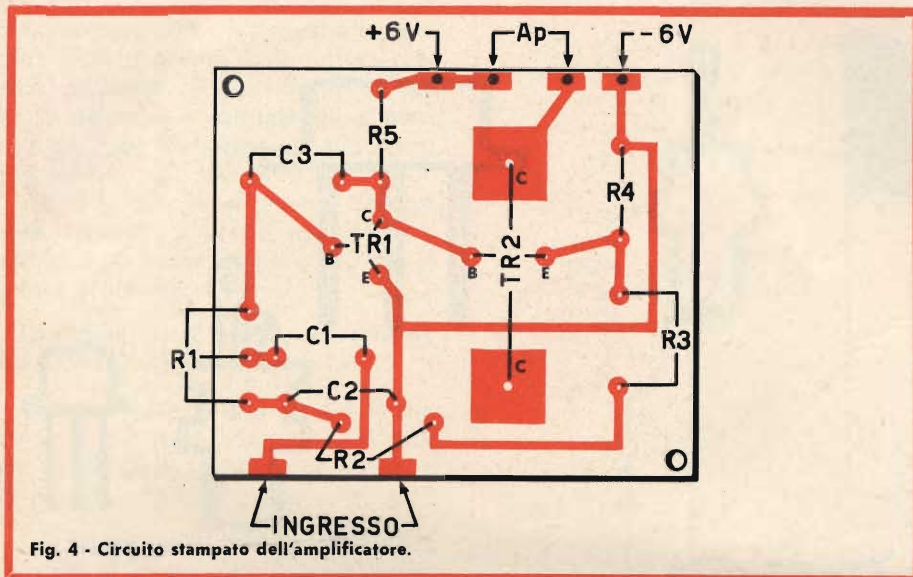 +6V Ap -6V
R5
C3
C
R4
C
TR1
B
TR2
B E
E
C1
R1
R3
C
C2
R2
INGRESSO
Fig. 4 - Circuito stampato dell'amplificatore.